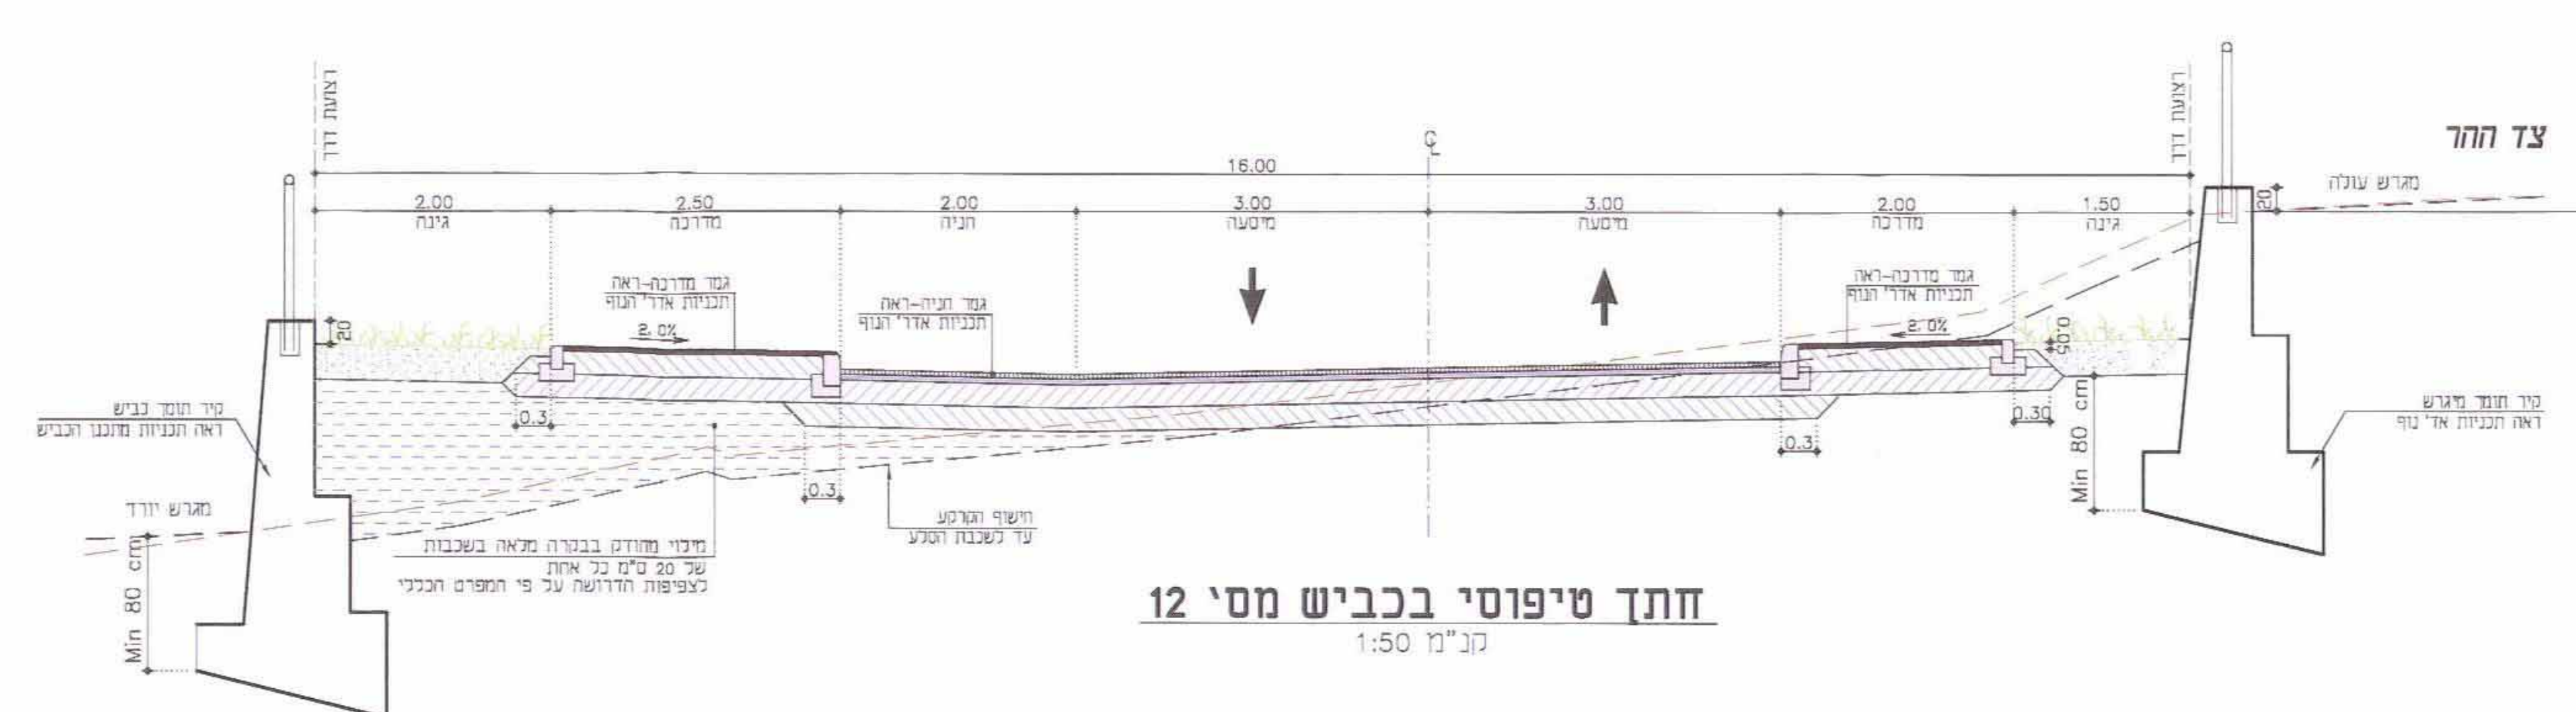 רצועת דרך
רצועת דרך
℄
צד ההר
16.00
מגרש עולה
20
2.00
גינה
2.50
מדרכה
2.00
חניה
3.00
מיסעה
3.00
מיסעה
2.00
מדרכה
1.50
גינה
גמר מדרכה-ראה
תכניות אדר' הנוף
גמר חניה-ראה
תכניות אדר' הנוף
גמר מדרכה-ראה
תכניות אדר' הנוף
20
2.0%
2.0%
0.05
קיר תומך כביש
ראה תכניות מתכנן הכביש
0.3
0.3
0.3
0.30
Min 80 cm
קיר תומך מיגרש
ראה תכניות אד' נוף
מגרש יורד
Min 80 cm
חישוף הקרקע
עד לשכבת הסלע
מילוי מהודק בבקרה מלאה בשכבות
של 20 ס"מ כל אחת
לצפיפות הדרושה על פי המפרט הכללי
חתך טיפוסי בכביש מס' 12
קנ"מ 1:50